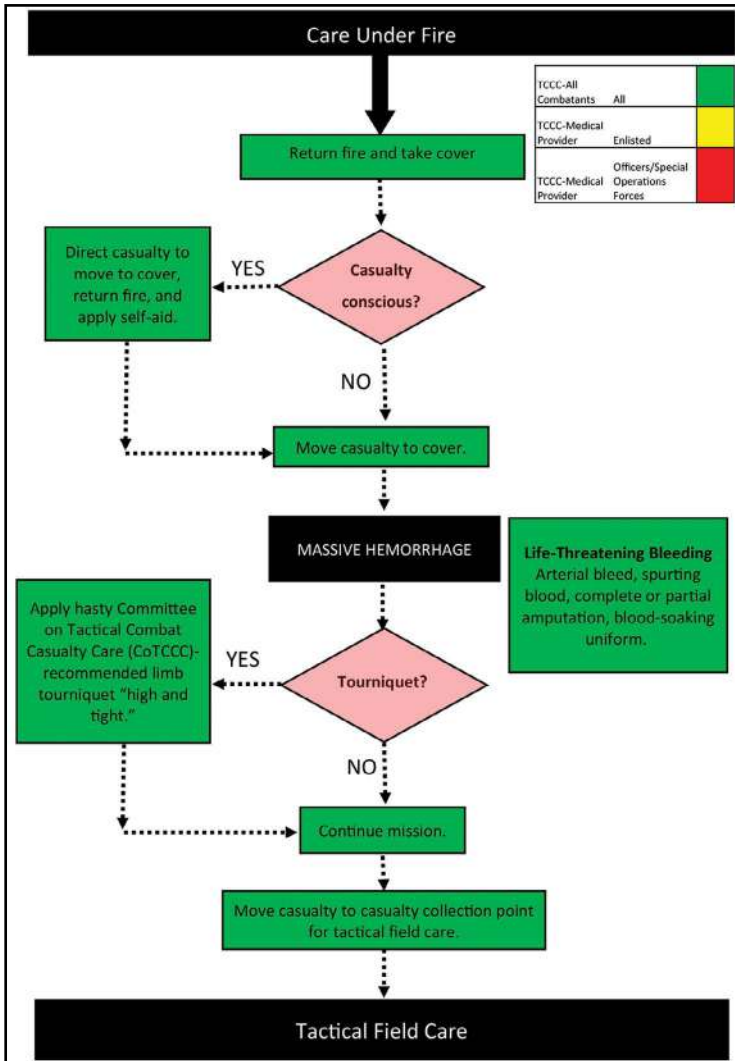 Care Under Fire
TCCC-All
Combatants All
TCCC-Medical
Provider Enlisted
Officers/Special
TCCC-Medical Operations
Provider Forces
Return fire and take cover
Casualty
conscious?
YES
Direct casualty to
move to cover,
return fire, and
apply self-aid.
NO
Move casualty to cover.
MASSIVE HEMORRHAGE
Life-Threatening Bleeding
Arterial bleed, spurting
blood, complete or partial
amputation, blood-soaking
uniform.
Tourniquet?
YES
Apply hasty Committee
on Tactical Combat
Casualty Care (CoTCCC)-
recommended limb
tourniquet “high and
tight.”
NO
Continue mission.
Move casualty to casualty collection point
for tactical field care.
Tactical Field Care